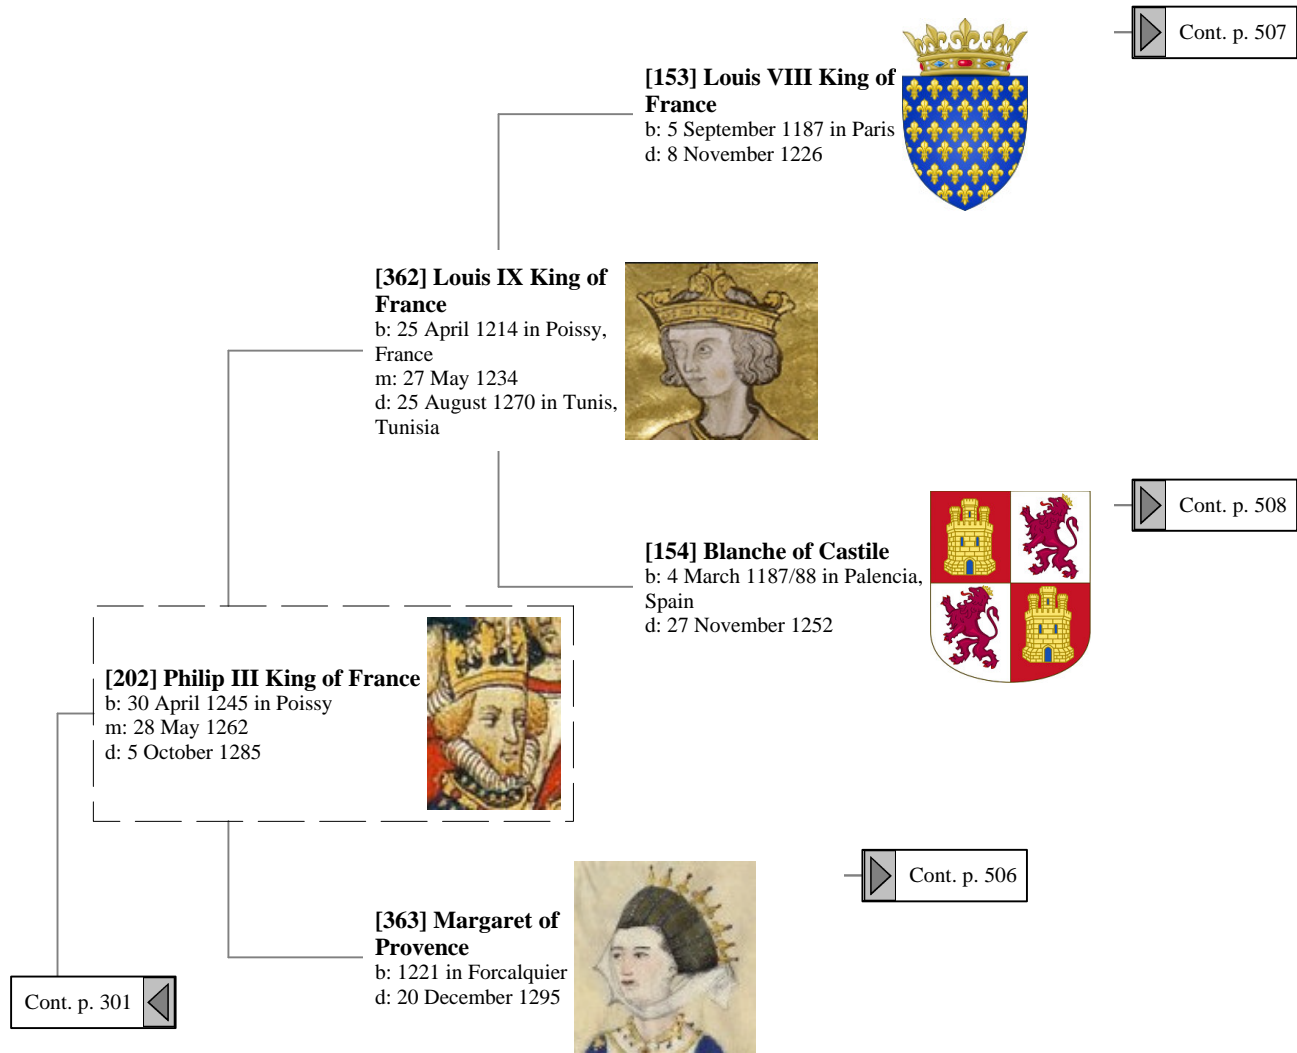 Cont. p. 507
[153] Louis VIII King of
France
b: 5 September 1187 in Paris
d: 8 November 1226
[362] Louis IX King of
France
b: 25 April 1214 in Poissy,
France
m: 27 May 1234
d: 25 August 1270 in Tunis,
Tunisia
Cont. p. 508
[154] Blanche of Castile
b: 4 March 1187/88 in Palencia,
Spain
d: 27 November 1252
[202] Philip III King of France
b: 30 April 1245 in Poissy
m: 28 May 1262
d: 5 October 1285
Cont. p. 506
[363] Margaret of
Provence
b: 1221 in Forcalquier
d: 20 December 1295
Cont. p. 301